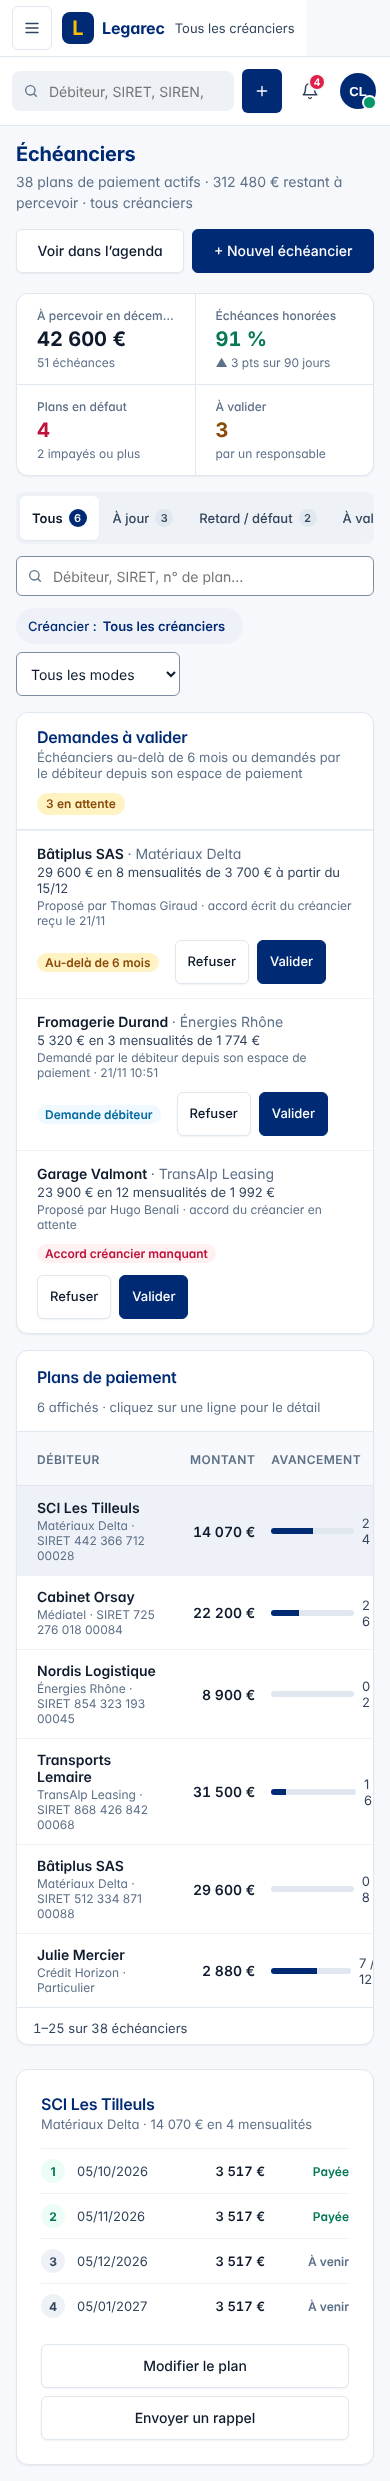 L Legarec Tous les créanciers
Débiteur, SIRET, SIREN, + 4 CL
Échéanciers
38 plans de paiement actifs · 312 480 € restant à
percevoir · tous créanciers
Voir dans l'agenda + Nouvel échéancier
À percevoir en décem… Échéances honorées
42 600 € 91 %
51 échéances ▲ 3 pts sur 90 jours
Plans en défaut À valider
4 3
2 impayés ou plus par un responsable
Tous 6 À jour 3 Retard / défaut 2 À val
Débiteur, SIRET, n° de plan…
Créancier : Tous les créanciers
Tous les modes
Demandes à valider
Échéanciers au-delà de 6 mois ou demandés par
le débiteur depuis son espace de paiement
3 en attente
Bâtiplus SAS · Matériaux Delta
29 600 € en 8 mensualités de 3 700 € à partir du
15/12
Proposé par Thomas Giraud · accord écrit du créancier
reçu le 21/11
Au-delà de 6 mois Refuser Valider
Fromagerie Durand · Énergies Rhône
5 320 € en 3 mensualités de 1 774 €
Demandé par le débiteur depuis son espace de
paiement · 21/11 10:51
Demande débiteur Refuser Valider
Garage Valmont · TransAlp Leasing
23 900 € en 12 mensualités de 1 992 €
Proposé par Hugo Benali · accord du créancier en
attente
Accord créancier manquant
Refuser Valider
Plans de paiement
6 affichés · cliquez sur une ligne pour le détail
DÉBITEUR MONTANT AVANCEMENT
SCI Les Tilleuls
Matériaux Delta ·
SIRET 442 366 712
00028
14 070 €
2
4
Cabinet Orsay
Médiatel · SIRET 725
276 018 00084
22 200 €
2
6
Nordis Logistique
Énergies Rhône ·
SIRET 854 323 193
00045
8 900 €
0
2
Transports
Lemaire
TransAlp Leasing ·
SIRET 868 426 842
00068
31 500 €
1
6
Bâtiplus SAS
Matériaux Delta ·
SIRET 512 334 871
00088
29 600 €
0
8
Julie Mercier
Crédit Horizon ·
Particulier
2 880 €
7 /
12
1–25 sur 38 échéanciers
SCI Les Tilleuls
Matériaux Delta · 14 070 € en 4 mensualités
1 05/10/2026 3 517 € Payée
2 05/11/2026 3 517 € Payée
3 05/12/2026 3 517 € À venir
4 05/01/2027 3 517 € À venir
Modifier le plan
Envoyer un rappel